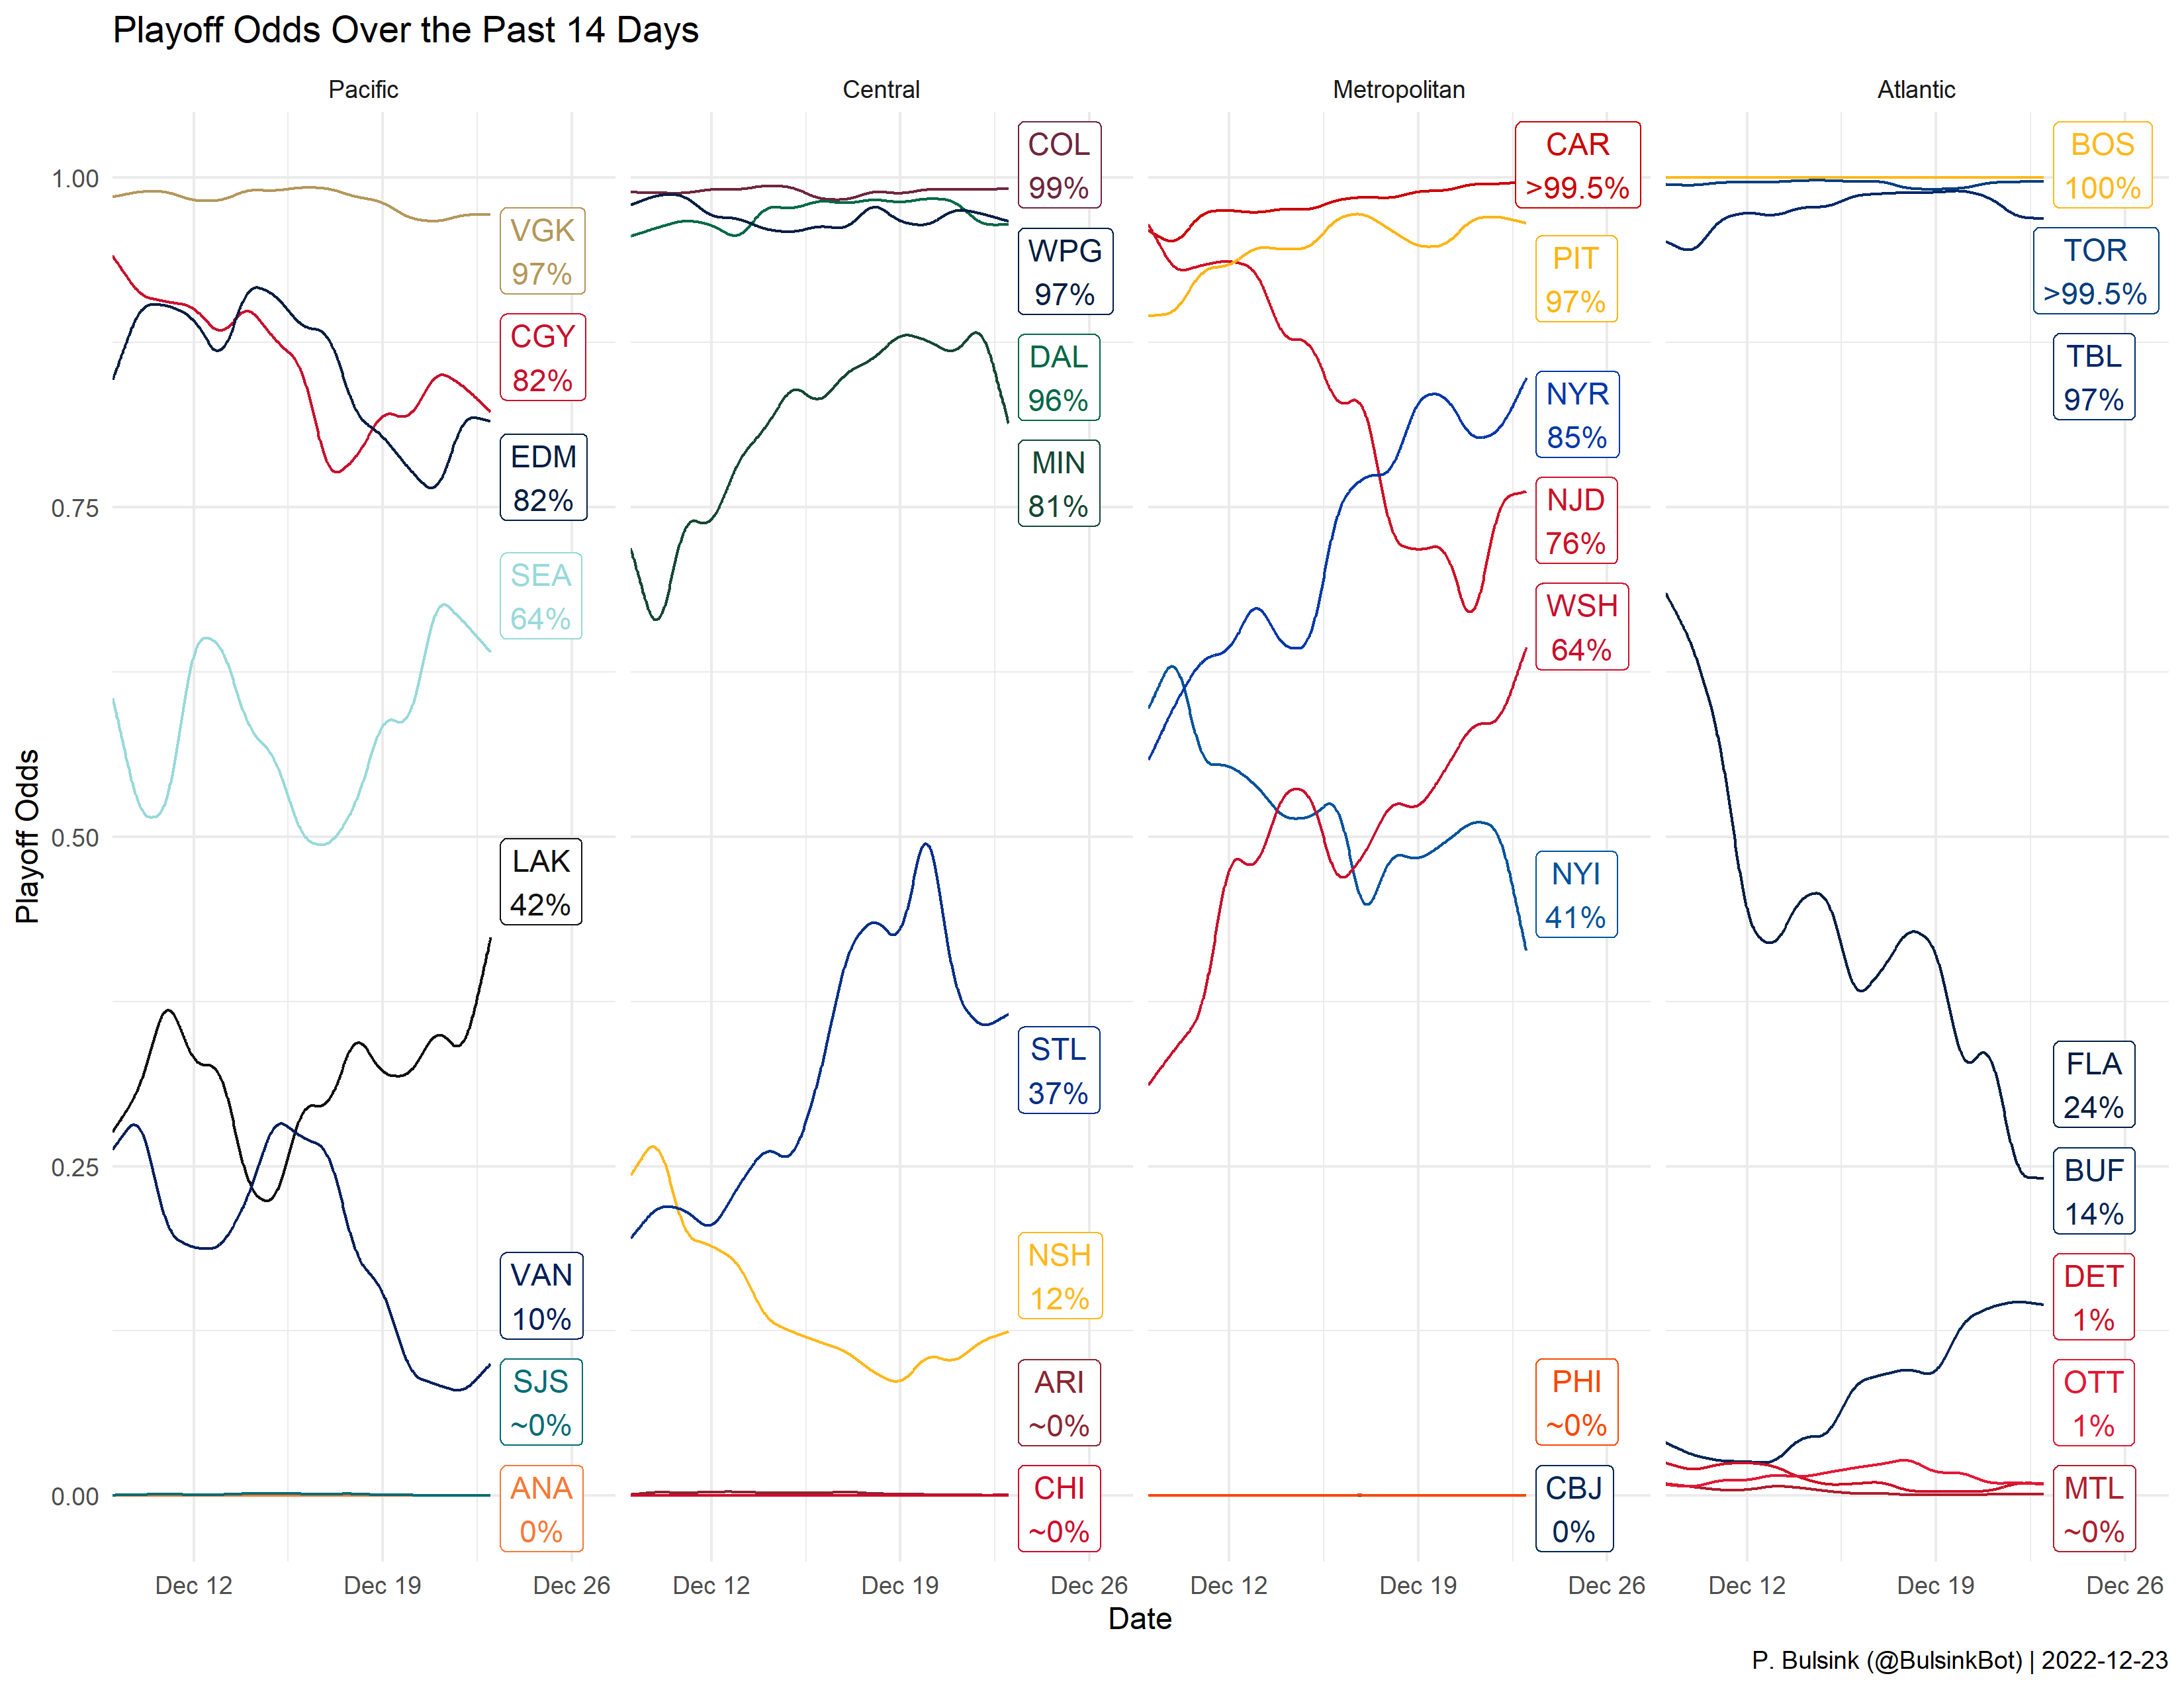 Playoff Odds Over the Past 14 Days
Pacific
Central
Metropolitan
Atlantic
Playoff Odds
1.00
0.75
0.50
0.25
0.00
VGK
97%
CGY
82%
EDM
82%
SEA
64%
LAK
42%
VAN
10%
SJS
~0%
ANA
0%
COL
99%
WPG
97%
DAL
96%
MIN
81%
STL
37%
NSH
12%
ARI
~0%
CHI
~0%
CAR
>99.5%
PIT
97%
NYR
85%
NJD
76%
WSH
64%
NYI
41%
PHI
~0%
CBJ
0%
BOS
100%
TOR
>99.5%
TBL
97%
FLA
24%
BUF
14%
DET
1%
OTT
1%
MTL
~0%
Dec 12 Dec 19 Dec 26
Dec 12 Dec 19 Dec 26
Dec 12 Dec 19 Dec 26
Dec 12 Dec 19 Dec 26
Date
P. Bulsink (@BulsinkBot) | 2022-12-23